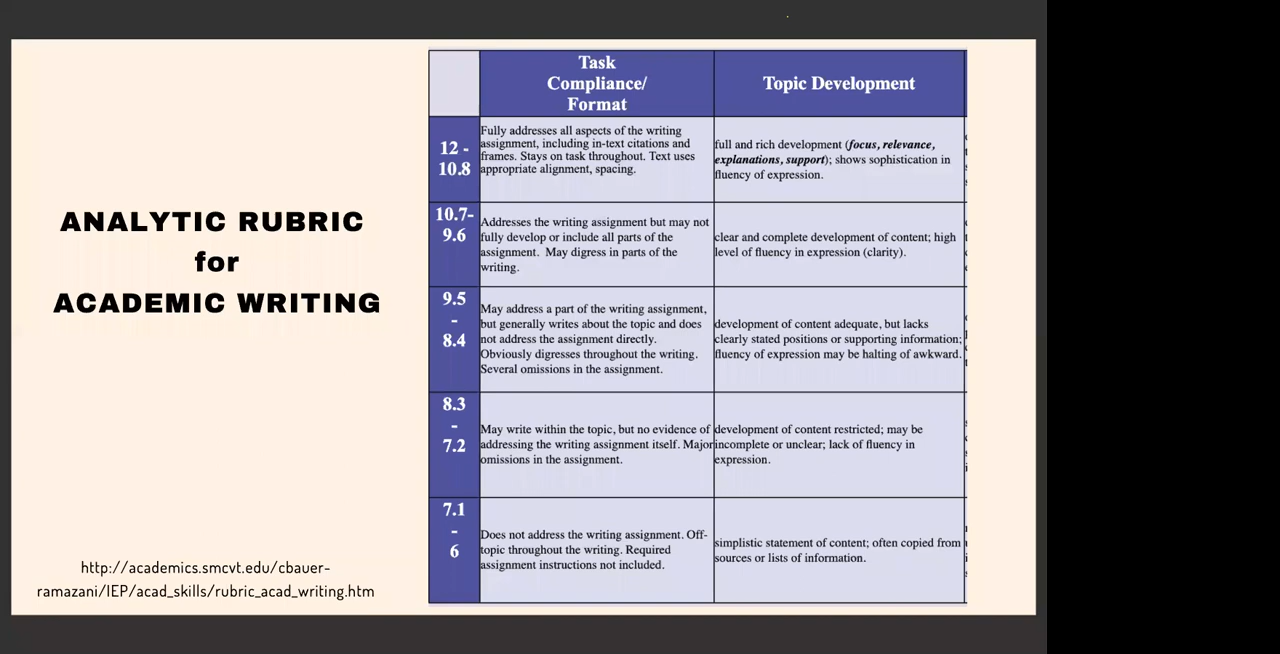 ANALYTIC RUBRIC
for
ACADEMIC WRITING
http://academics.smcvt.edu/cbauer-
ramazani/IEP/acad_skills/rubric_acad_writing.htm
Task
Compliance/
Format
Topic Development
12 -
10.8
Fully addresses all aspects of the writing
assignment, including in-text citations and
frames. Stays on task throughout. Text uses
appropriate alignment, spacing.
full and rich development (focus, relevance,
explanations, support); shows sophistication in
fluency of expression.
10.7-
9.6
Addresses the writing assignment but may not
fully develop or include all parts of the
assignment. May digress in parts of the
writing.
clear and complete development of content; high
level of fluency in expression (clarity).
9.5
-
8.4
May address a part of the writing assignment,
but generally writes about the topic and does
not address the assignment directly.
Obviously digresses throughout the writing.
Several omissions in the assignment.
development of content adequate, but lacks
clearly stated positions or supporting information;
fluency of expression may be halting of awkward.
8.3
-
7.2
May write within the topic, but no evidence of
addressing the writing assignment itself. Major
omissions in the assignment.
development of content restricted; may be
incomplete or unclear; lack of fluency in
expression.
7.1
-
6
Does not address the writing assignment. Off-
topic throughout the writing. Required
assignment instructions not included.
simplistic statement of content; often copied from
sources or lists of information.